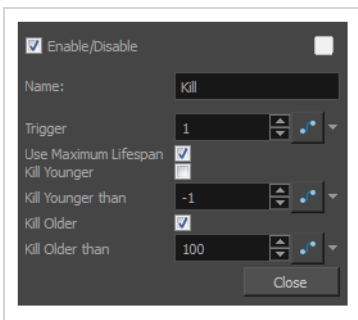 Enable/Disable
Name: Kill
Trigger 1
Use Maximum Lifespan
Kill Younger
Kill Younger than -1
Kill Older
Kill Older than 100
Close